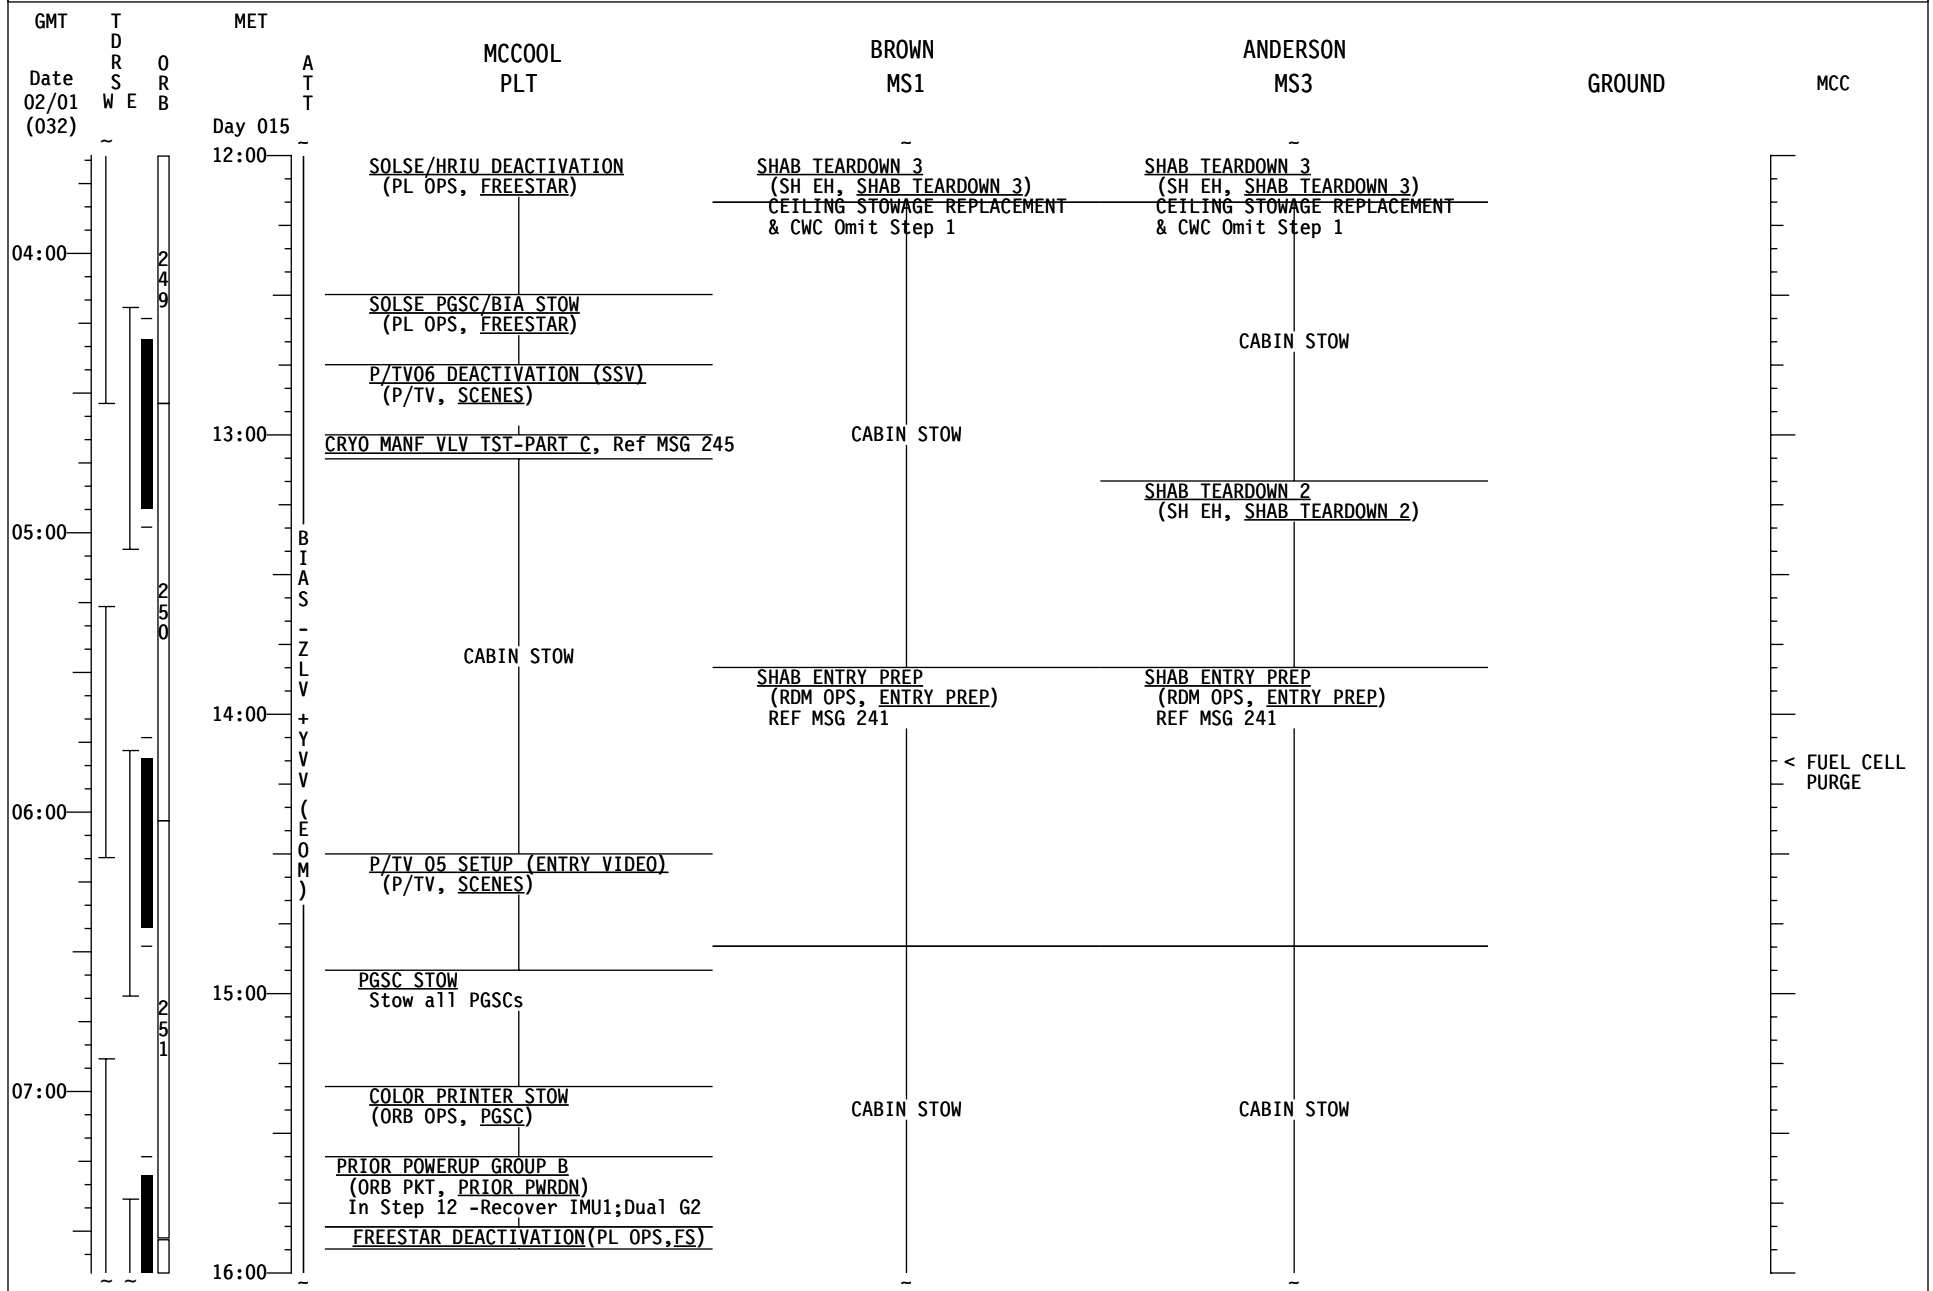 GMT
TDRS
W E
ORB
MET
ATT
Date
02/01
(032)
Day 015
MCCOOL
PLT
BROWN
MS1
ANDERSON
MS3
GROUND
MCC
~
~
~
~
04:00
05:00
06:00
07:00
249
250
251
12:00
13:00
14:00
15:00
16:00
BIAS -ZLV +YVV (EOM)
SOLSE/HRIU DEACTIVATION
(PL OPS, FREESTAR)
SOLSE PGSC/BIA STOW
(PL OPS, FREESTAR)
P/TV06 DEACTIVATION (SSV)
(P/TV, SCENES)
CRYO MANF VLV TST-PART C, Ref MSG 245
CABIN STOW
P/TV 05 SETUP (ENTRY VIDEO)
(P/TV, SCENES)
PGSC STOW
Stow all PGSCs
COLOR PRINTER STOW
(ORB OPS, PGSC)
PRIOR POWERUP GROUP B
(ORB PKT, PRIOR PWRDN)
In Step 12 -Recover IMU1;Dual G2
FREESTAR DEACTIVATION(PL OPS,FS)
SHAB TEARDOWN 3
(SH EH, SHAB TEARDOWN 3)
CEILING STOWAGE REPLACEMENT
& CWC Omit Step 1
CABIN STOW
SHAB ENTRY PREP
(RDM OPS, ENTRY PREP)
REF MSG 241
CABIN STOW
SHAB TEARDOWN 3
(SH EH, SHAB TEARDOWN 3)
CEILING STOWAGE REPLACEMENT
& CWC Omit Step 1
CABIN STOW
SHAB TEARDOWN 2
(SH EH, SHAB TEARDOWN 2)
SHAB ENTRY PREP
(RDM OPS, ENTRY PREP)
REF MSG 241
CABIN STOW
< FUEL CELL
PURGE
~ ~
~
~
~